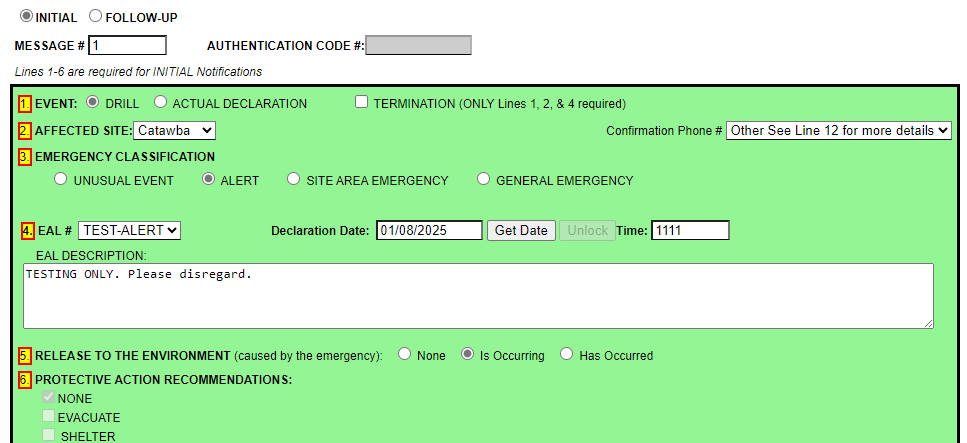 INITIAL FOLLOW-UP
MESSAGE # 1 AUTHENTICATION CODE #:
Lines 1-6 are required for INITIAL Notifications
1. EVENT: DRILL ACTUAL DECLARATION TERMINATION (ONLY Lines 1, 2, & 4 required)
2. AFFECTED SITE: Catawba Confirmation Phone # Other See Line 12 for more details
3. EMERGENCY CLASSIFICATION
UNUSUAL EVENT ALERT SITE AREA EMERGENCY GENERAL EMERGENCY
4. EAL # TEST-ALERT Declaration Date: 01/08/2025 Get Date Unlock Time: 1111
EAL DESCRIPTION:
TESTING ONLY. Please disregard.
5. RELEASE TO THE ENVIRONMENT (caused by the emergency): None Is Occurring Has Occurred
6. PROTECTIVE ACTION RECOMMENDATIONS:
NONE
EVACUATE
SHELTER